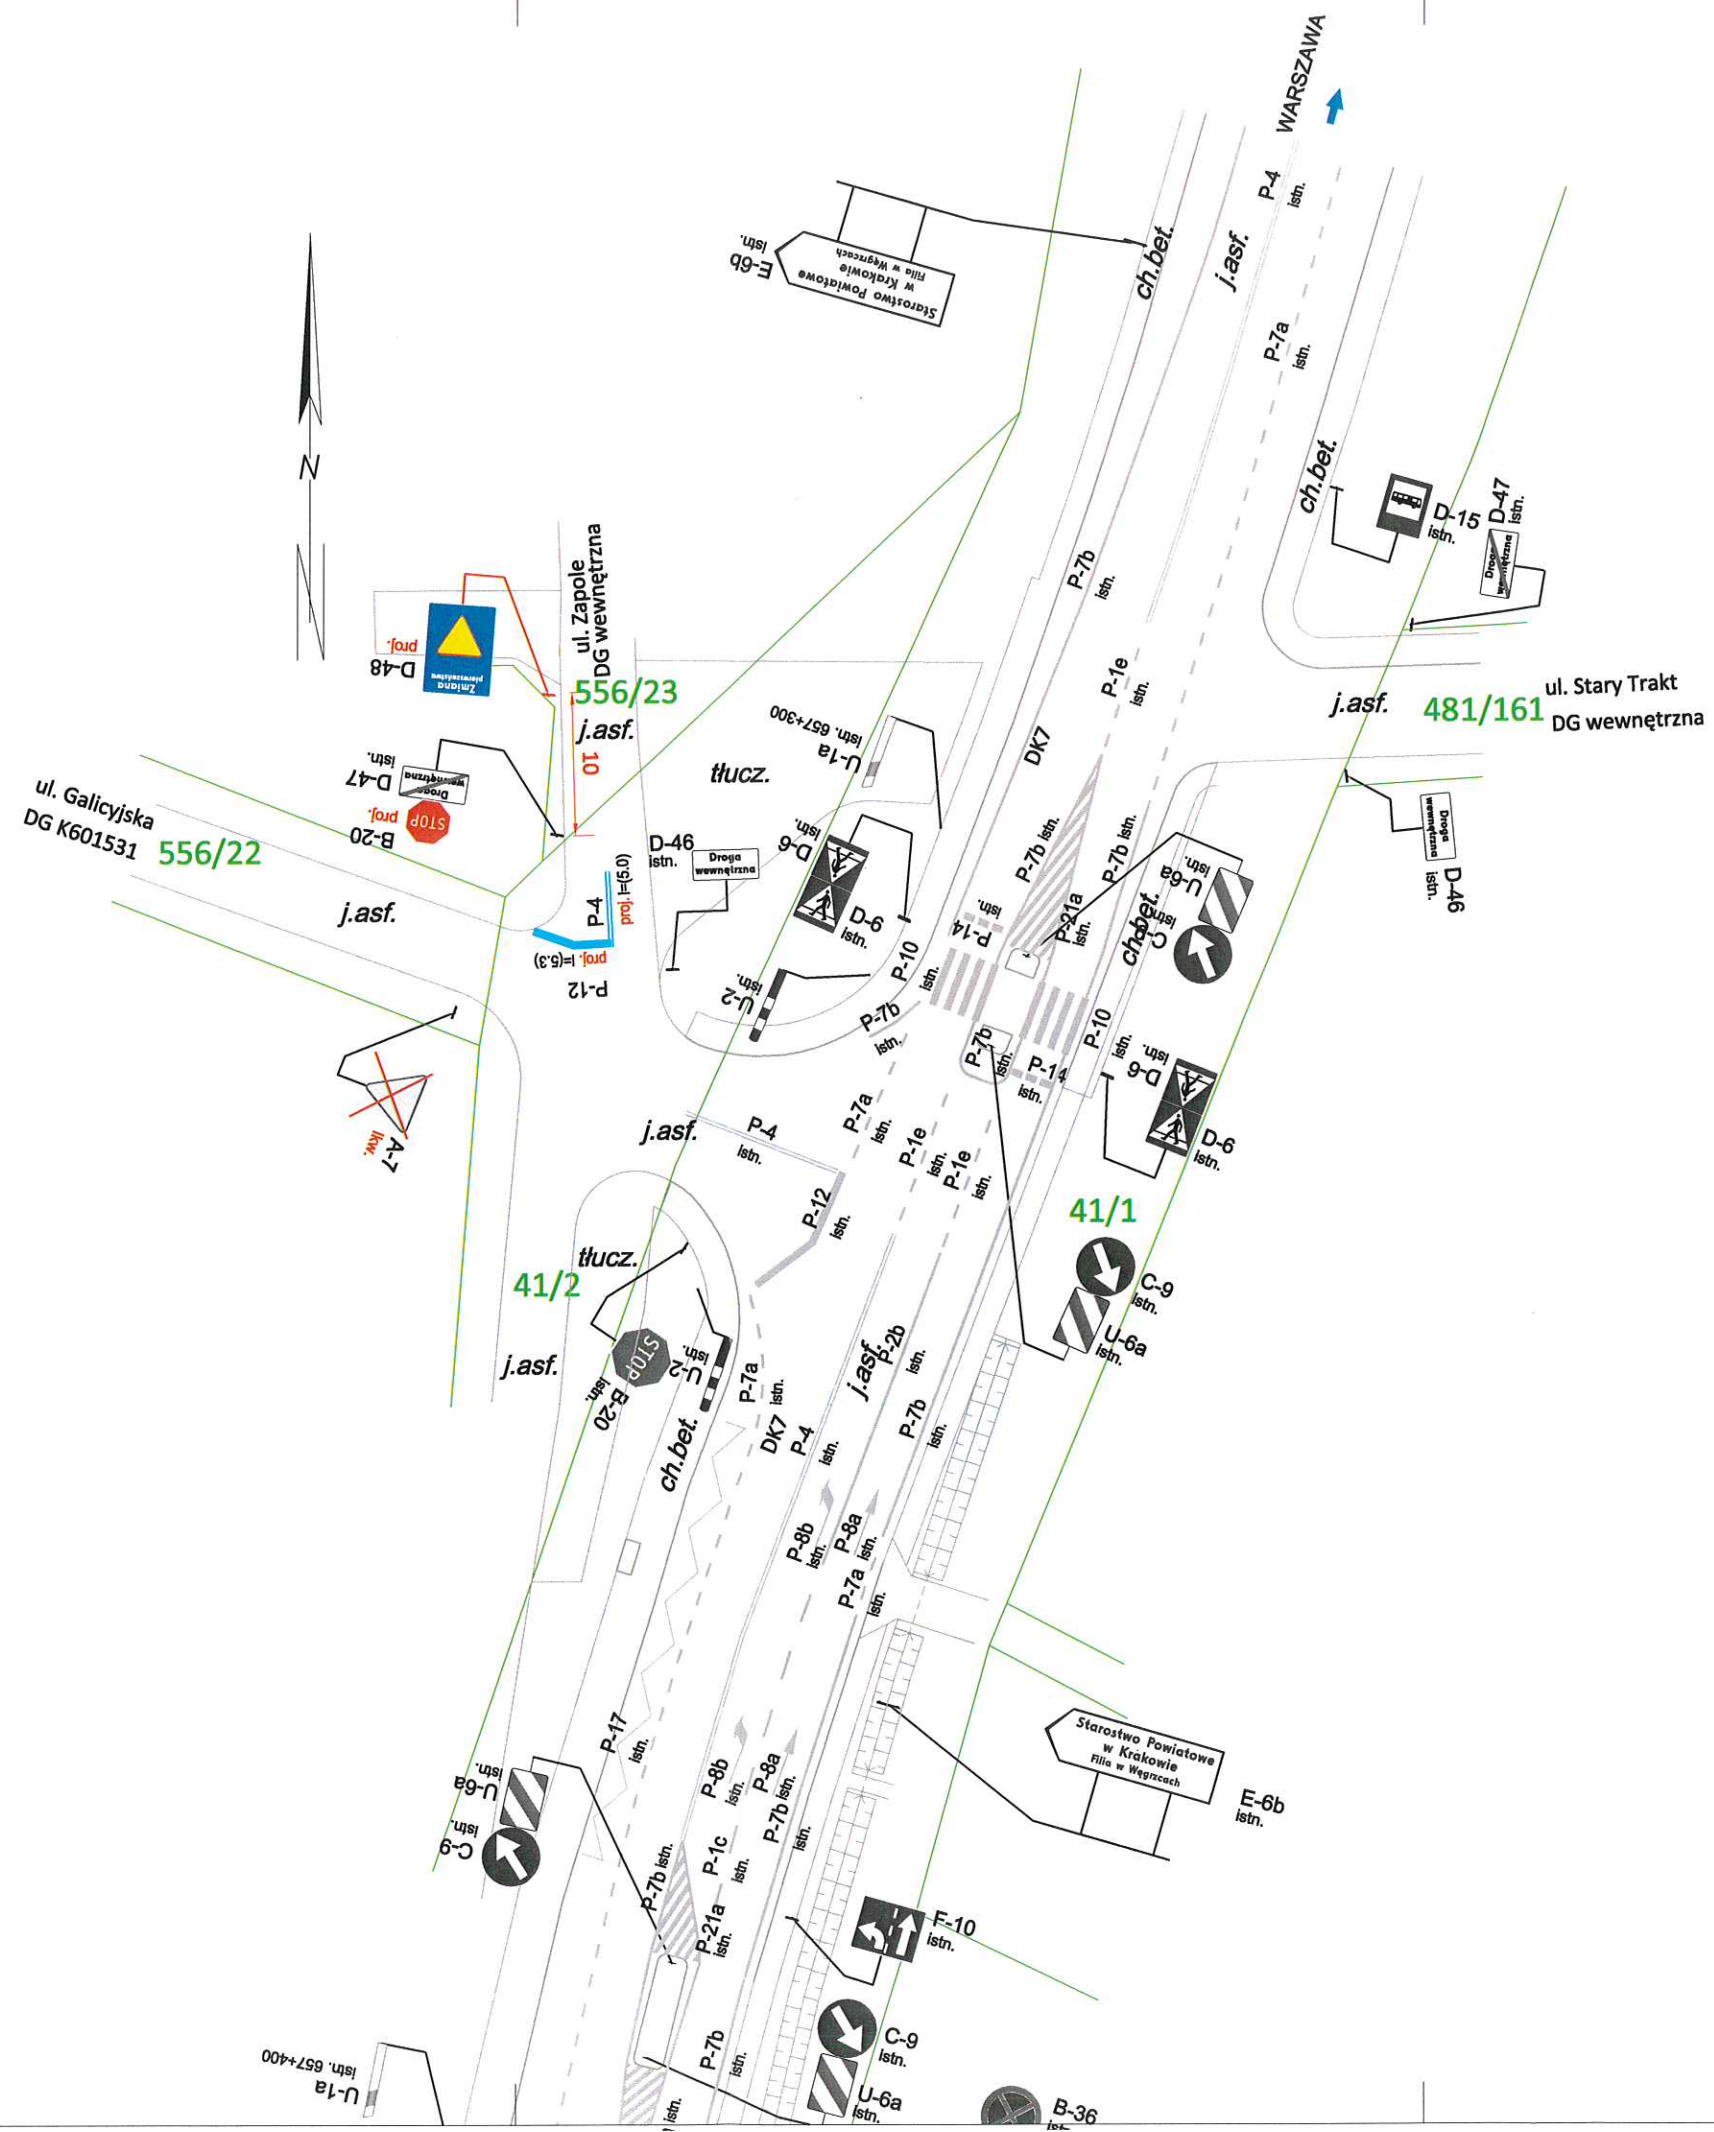 WARSZAWA
P-4
istn.
j.asf.
ch.bet.
E-6b
istn.
Starostwo Powiatowe
w Krakowie
Filia w Węgrzcach
P-7a
istn.
N
ch.bet.
D-15
istn.
D-47
istn.
Droga
wewnętrzna
P-7b
istn.
ul. Zapole
DG wewnętrzna
D-48
proj.
Zmiana
pierwszeństwa
556/23
j.asf.
10
P-1e
istn.
j.asf.
481/161
ul. Stary Trakt
DG wewnętrzna
U-1a
istn. 657+300
DK7
tłucz.
D-47
istn.
Droga
wewnętrzna
B-20
proj.
STOP
ul. Galicyjska
DG K601531
556/22
D-46
istn.
Droga
wewnętrzna
D-6
istn.
D-6
istn.
P-7b istn.
P-7b istn.
U-6a
istn.
C-9
istn.
ch.bet.
Droga
wewnętrzna
D-46
istn.
j.asf.
P-4
proj. l=(5.0)
P-12
proj. l=(5.3)
P-14
istn.
P-21a
istn.
P-10
istn.
U-2
istn.
P-7b
istn.
P-7b
istn.
P-10
istn.
P-14
istn.
D-6
istn.
D-6
istn.
A-7
likw.
j.asf.
P-4
istn.
P-7a
istn.
P-1e
istn.
P-1e
istn.
P-12
istn.
41/1
tłucz.
41/2
C-9
istn.
U-6a
istn.
j.asf.
STOP
B-20
istn.
U-2
istn.
P-7a
istn.
j.asf.
P-2b
istn.
ch.bet.
DK7
P-4
istn.
P-7b
istn.
P-8b
istn.
P-8a
istn.
P-7a
istn.
P-17
istn.
Starostwo Powiatowe
w Krakowie
Filia w Węgrzcach
E-6b
istn.
U-6a
istn.
C-9
istn.
P-8b
istn.
P-8a
istn.
P-7b
istn.
P-7b istn.
P-1c
istn.
P-21a
istn.
F-10
istn.
P-7b
istn.
C-9
istn.
U-6a
istn.
U-1a
istn. 657+400
B-36
istn.